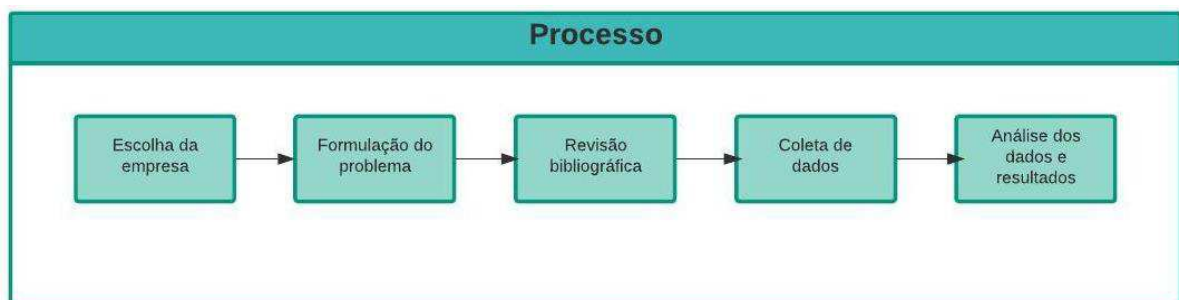 Processo
Escolha da
empresa
Formulação do
problema
Revisão
bibliográfica
Coleta de
dados
Análise dos
dados e
resultados